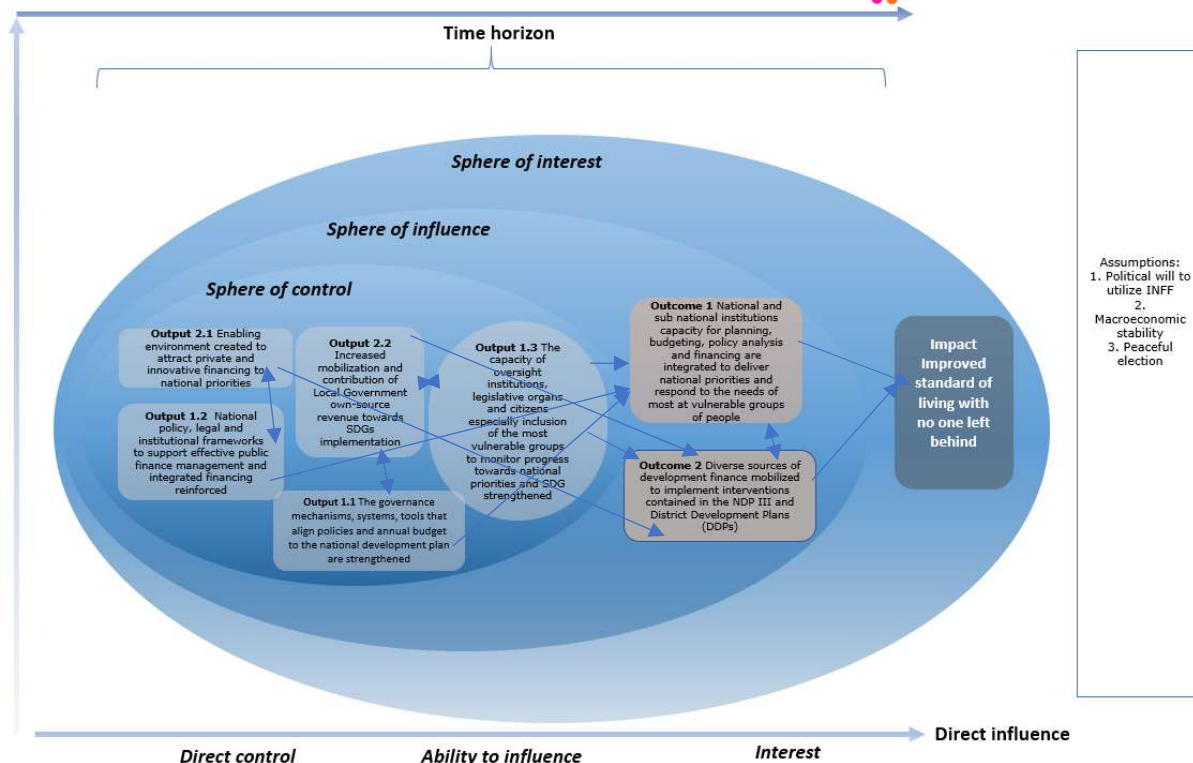 Time horizon
Sphere of interest
Sphere of influence
Sphere of control
Output 2.1 Enabling
environment created to
attract private and
innovative financing to
national priorities
Output 1.2 National
policy, legal and
institutional frameworks
to support effective public
finance management and
integrated financing
reinforced
Output 2.2
Increased
mobilization and
contribution of
Local Government
own-source
revenue towards
SDGs
implementation
Output 1.1 The governance
mechanisms, systems, tools that
align policies and annual budget
to the national development plan
are strengthened
Output 1.3 The
capacity of
oversight
institutions,
legislative organs
and citizens
especially inclusion
of the most
vulnerable groups
to monitor progress
towards national
priorities and SDG
strengthened
Outcome 1 National and
sub national institutions
capacity for planning,
budgeting, policy analysis
and financing are
integrated to deliver
national priorities and
respond to the needs of
most at vulnerable groups
of people
Outcome 2 Diverse sources of
development finance mobilized
to implement interventions
contained in the NDP III and
District Development Plans
(DDPs)
Impact
Improved
standard of
living with
no one left
behind
Assumptions:
1. Political will to
utilize INFF
2.
Macroeconomic
stability
3. Peaceful
election
Direct influence
Direct control
Ability to influence
Interest